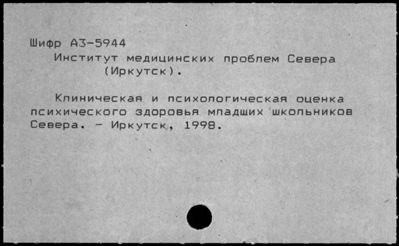 Шифр А3-5944
Институт медицинских проблем Севера
(Иркутск).
Клиническая и психологическая оценка
психического здоровья младших школьников
Севера. - Иркутск, 1998.